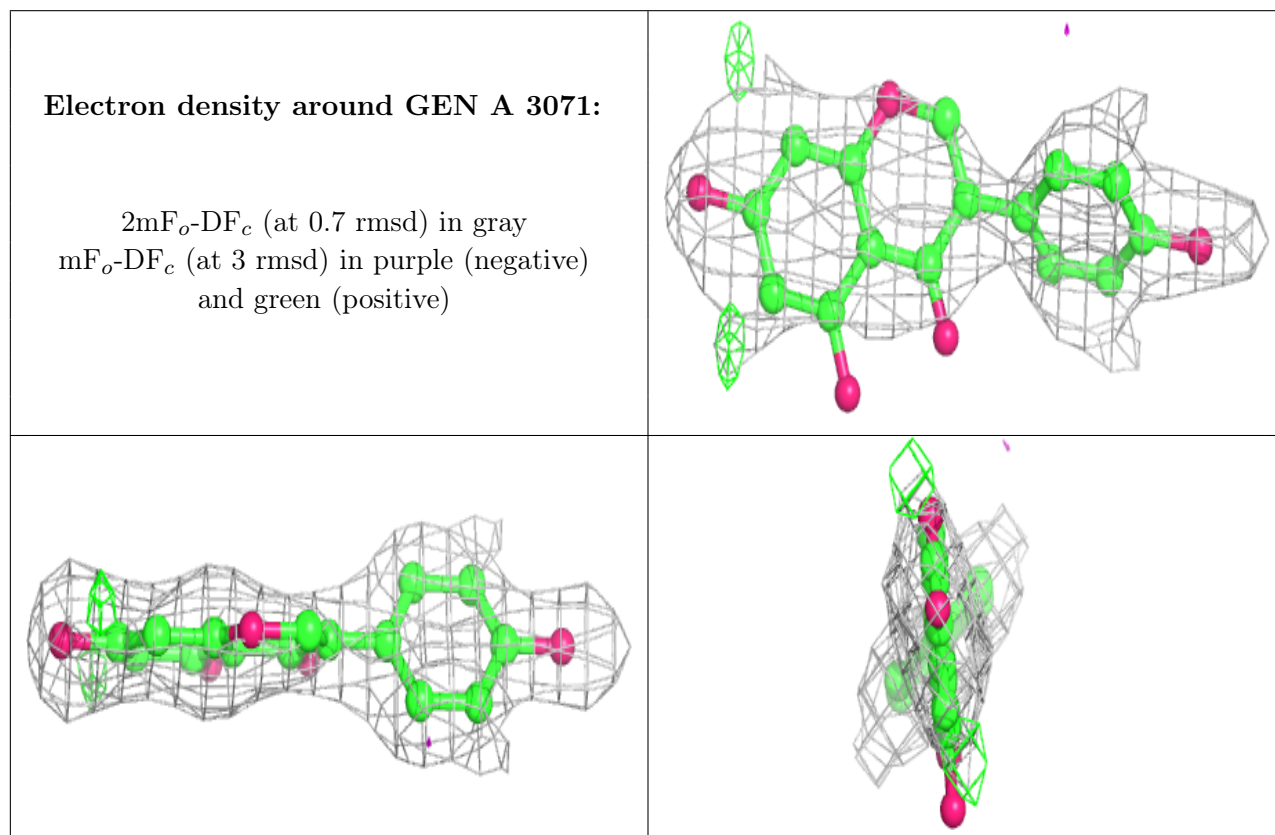 Electron density around GEN A 3071:
2mFo-DFc (at 0.7 rmsd) in gray
mFo-DFc (at 3 rmsd) in purple (negative)
and green (positive)